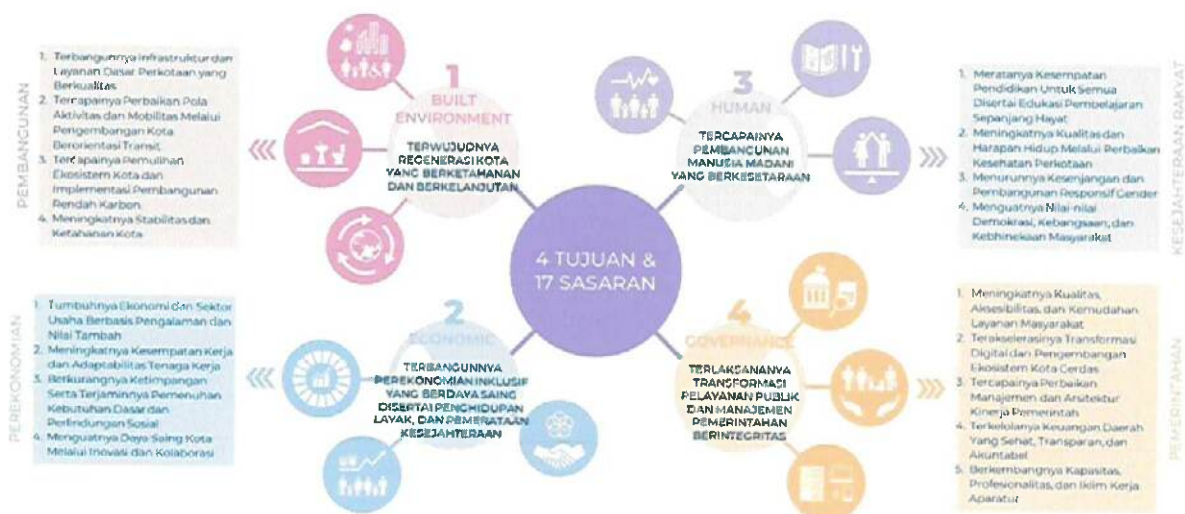 PEMBANGUNAN
1. Terbangunnya Infrastruktur dan
Layanan Dasar Perkotaan yang
Berkualitas
2. Tercapainya Perbaikan Pola
Aktivitas dan Mobilitas Melalui
Pengembangan Kota
Berorientasi Transit
3. Tercapainya Pemulihan
Ekosistem Kota dan
Implementasi Pembangunan
Rendah Karbon
4. Meningkatnya Stabilitas dan
Ketahanan Kota
1
BUILT
ENVIRONMENT
TERWUJUDNYA
REGENERASI KOTA
YANG BERKETAHANAN
DAN BERKELANJUTAN
3
HUMAN
TERCAPAINYA
PEMBANGUNAN
MANUSIA MADANI
YANG BERKESETARAAN
1. Meratanya Kesempatan
Pendidikan Untuk Semua
Disertai Edukasi Pembelajaran
Sepanjang Hayat
2. Meningkatnya Kualitas dan
Harapan Hidup Melalui Perbaikan
Kesehatan Perkotaan
3. Menurunnya Kesenjangan dan
Pembangunan Responsif Gender
4. Menguatnya Nilai-nilai
Demokrasi, Kebangsaan, dan
Kebhinekaan Masyarakat
KESEJAHTERAAN RAKYAT
4 TUJUAN &
17 SASARAN
PEREKONOMIAN
1. Tumbuhnya Ekonomi dan Sektor
Usaha Berbasis Pengalaman dan
Nilai Tambah
2. Meningkatnya Kesempatan Kerja
dan Adaptabilitas Tenaga Kerja
3. Berkurangnya Ketimpangan
Serta Terjaminnya Pemenuhan
Kebutuhan Dasar dan
Perlindungan Sosial
4. Menguatnya Daya Saing Kota
Melalui Inovasi dan Kolaborasi
2
ECONOMIC
TERBANGUNNYA
PEREKONOMIAN INKLUSIF
YANG BERDAYA SAING
DISERTAI PENGHIDUPAN
LAYAK, DAN PEMERATAAN
KESEJAHTERAAN
4
GOVERNANCE
TERLAKSANANYA
TRANSFORMASI
PELAYANAN PUBLIK
DAN MANAJEMEN
PEMERINTAHAN
BERINTEGRITAS
1. Meningkatnya Kualitas,
Aksesibilitas, dan Kemudahan
Layanan Masyarakat
2. Terakselerasinya Transformasi
Digital dan Pengembangan
Ekosistem Kota Cerdas
3. Tercapainya Perbaikan
Manajemen dan Arsitektur
Kinerja Pemerintah
4. Terkelolanya Keuangan Daerah
Yang Sehat, Transparan, dan
Akuntabel
5. Berkembangnya Kapasitas,
Profesionalitas, dan Iklim Kerja
Aparatur
PEMERINTAHAN